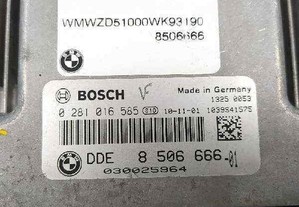 WMWZD51000WK93190
8506666
BOSCH
Made in Germany
1325 0053
0 281 016 585 10-11-01 1039S41575
DDE 8 506 666-01
030025964